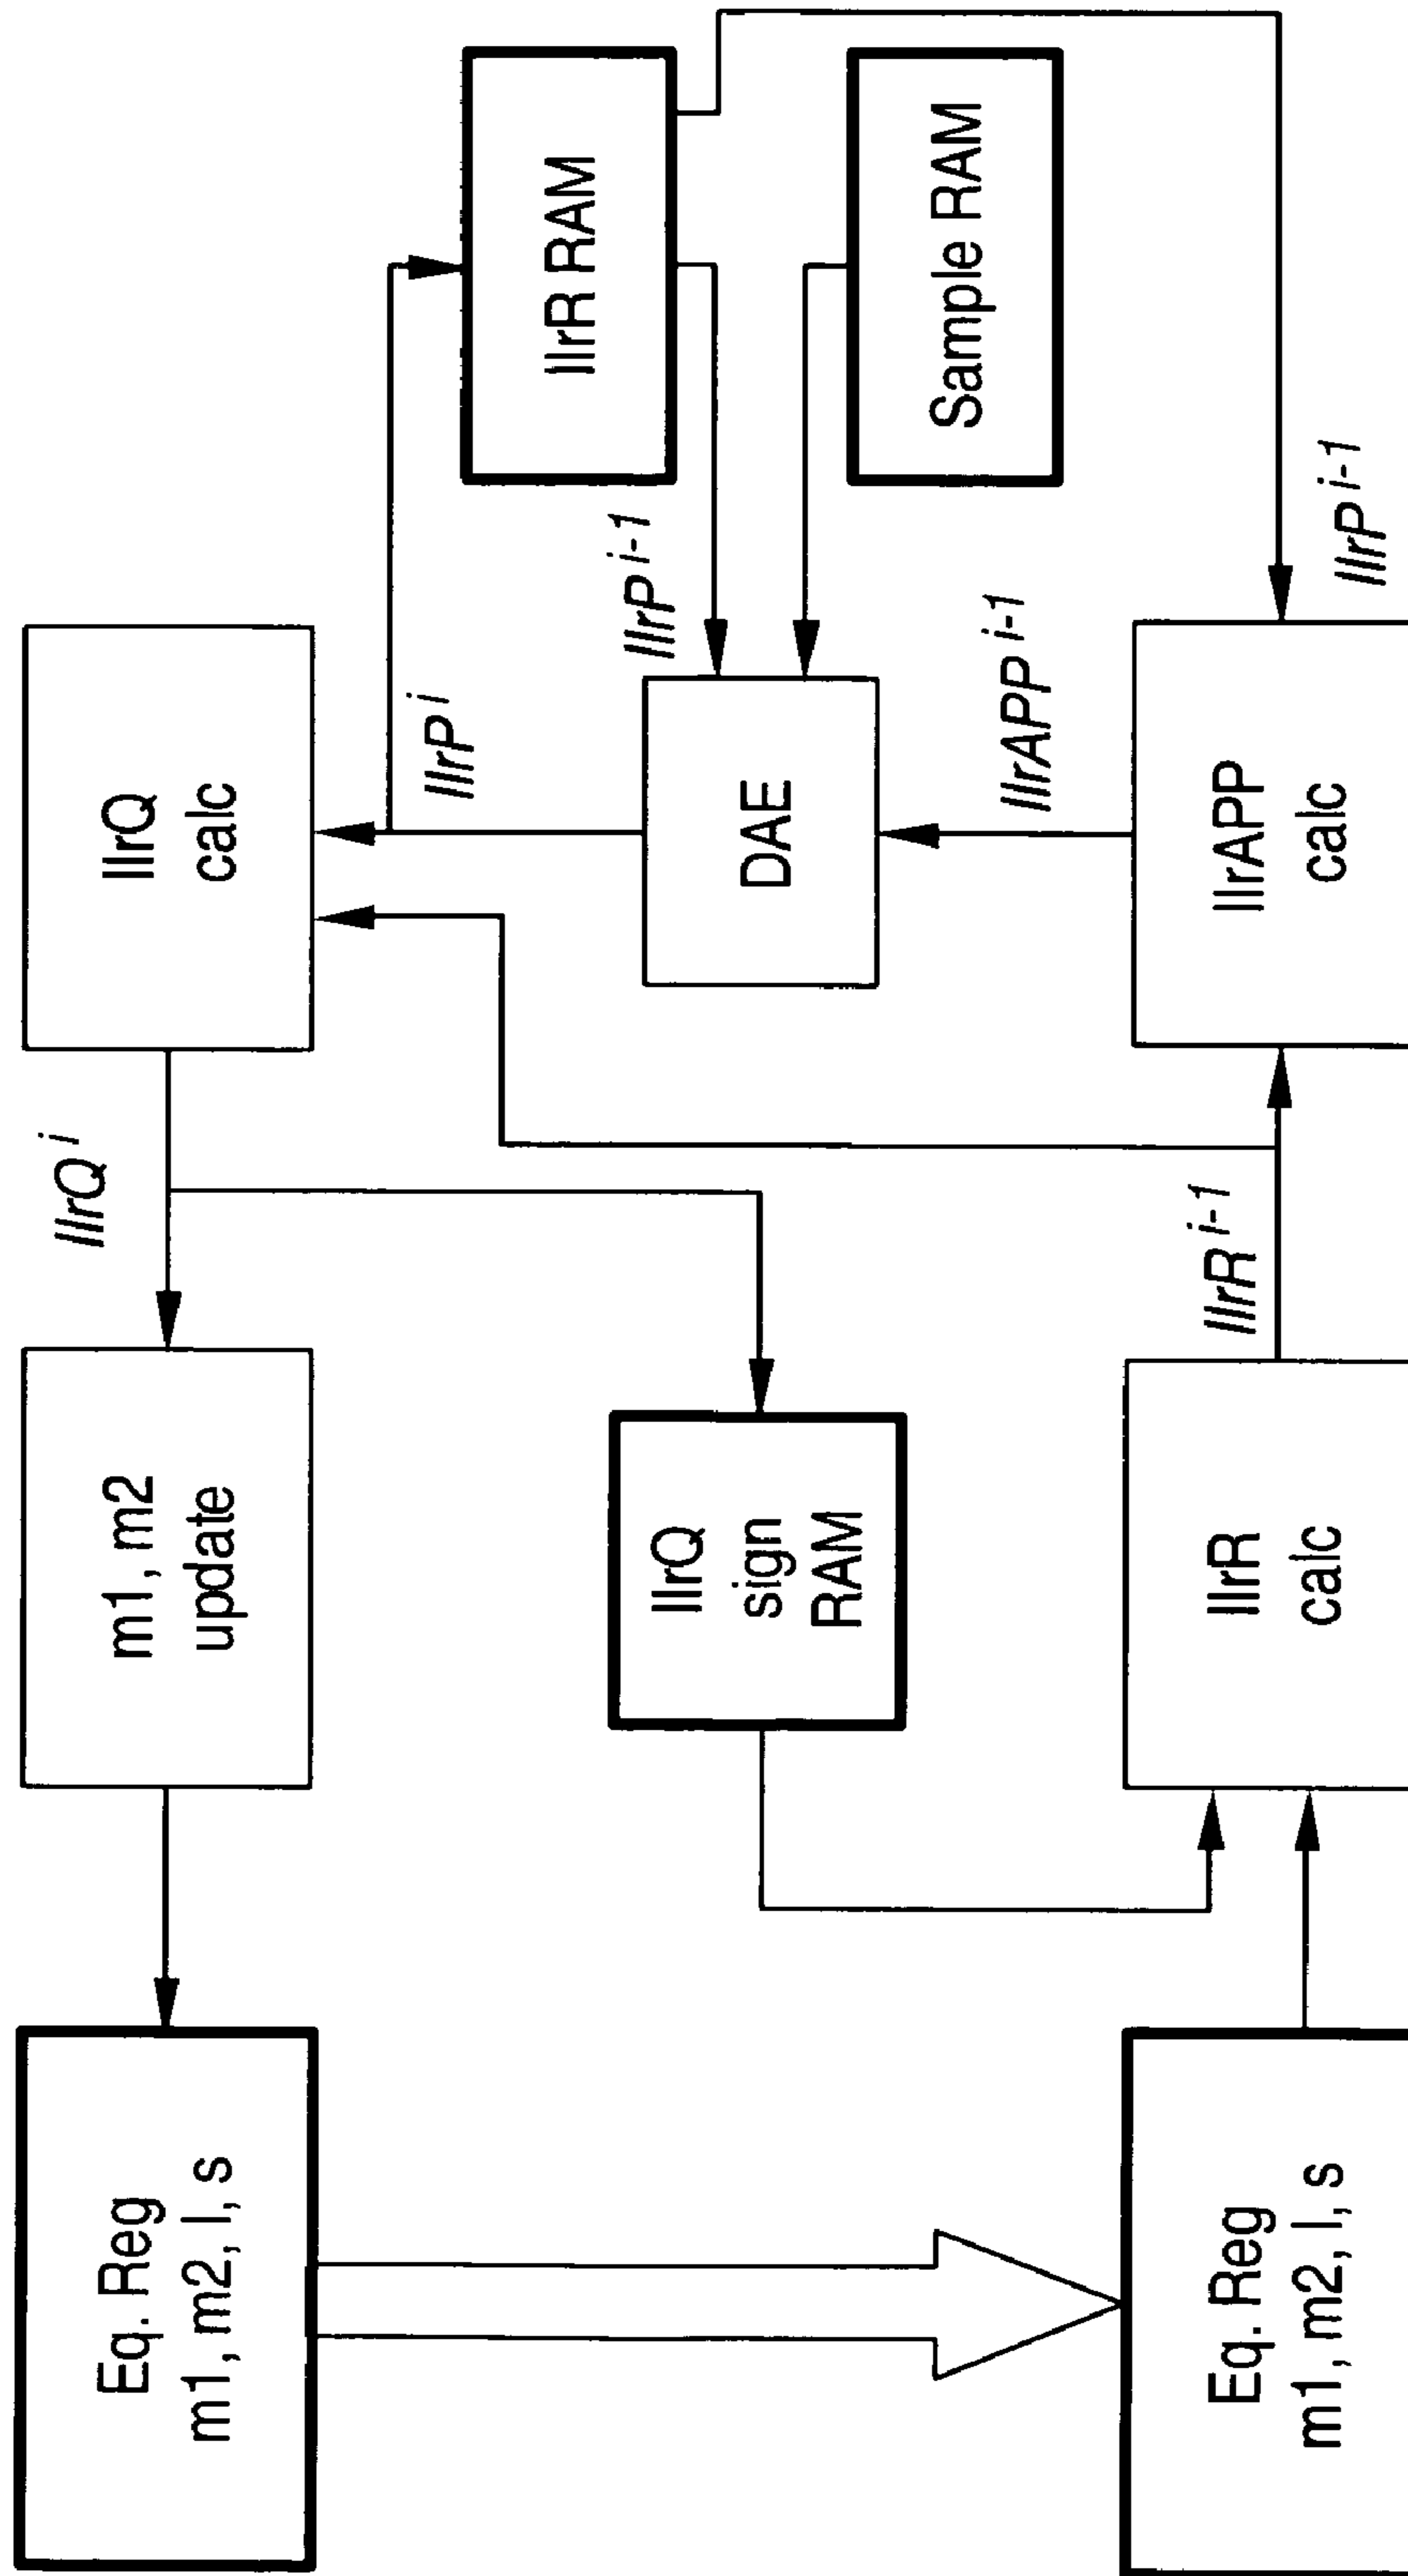 Eq. Reg
m1, m2, l, s
m1, m2
update
llrQ i
llrQ
calc
llrP i
llrR RAM
llrP i-1
llrQ
sign
RAM
DAE
Sample RAM
llrAPP i-1
Eq. Reg
m1, m2, l, s
llrR
calc
llrR i-1
llrAPP
calc
llrP i-1